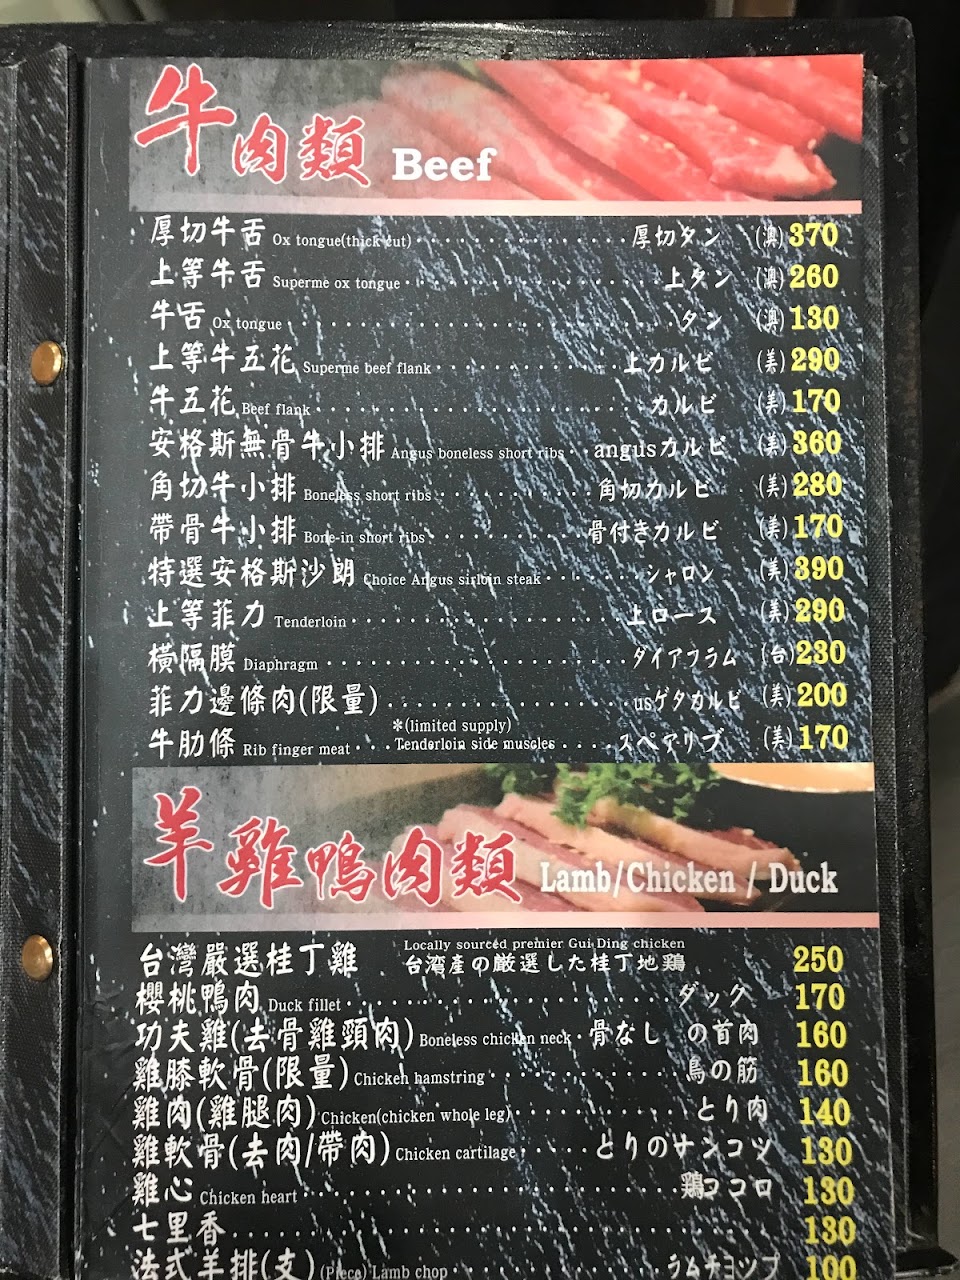 牛肉類 Beef
厚切牛舌 Ox tongue(thick cut) 厚切タン (澳) 370
上等牛舌 Superme ox tongue 上タン (澳) 260
牛舌 Ox tongue タン (澳) 130
上等牛五花 Superme beef flank 上カルビ (美) 290
牛五花 Beef flank カルビ (美) 170
安格斯無骨牛小排 Angus boneless short ribs angusカルビ (美) 360
角切牛小排 Boneless short ribs 角切カルビ (美) 280
帶骨牛小排 Bone-in short ribs 骨付きカルビ (美) 170
特選安格斯沙朗 Choice Angus sirloin steak シャロン (美) 390
上等菲力 Tenderloin 上ロース (美) 290
橫隔膜 Diaphragm ダイアフラム (台) 230
菲力邊條肉(限量) usゲタカルビ (美) 200
*(limited supply)
牛肋條 Rib finger meat Tenderloin side muscles スペアリブ (美) 170
羊雞鴨肉類 Lamb/Chicken / Duck
台灣嚴選桂丁雞 Locally sourced premier Gui Ding chicken
台湾產の厳選した桂丁地鶏 250
櫻桃鴨肉 Duck fillet ダック 170
功夫雞(去骨雞頸肉) Boneless chicken neck 骨なし の首肉 160
雞膝軟骨(限量) Chicken hamstring 鳥の筋 160
雞肉(雞腿肉) Chicken(chicken whole leg) とり肉 140
雞軟骨(去肉/帶肉) Chicken cartilage とりのナンコツ 130
雞心 Chicken heart 鶏ココロ 130
七里香 130
法式羊排(支) (Piece) Lamb chop ラムチョップ 100